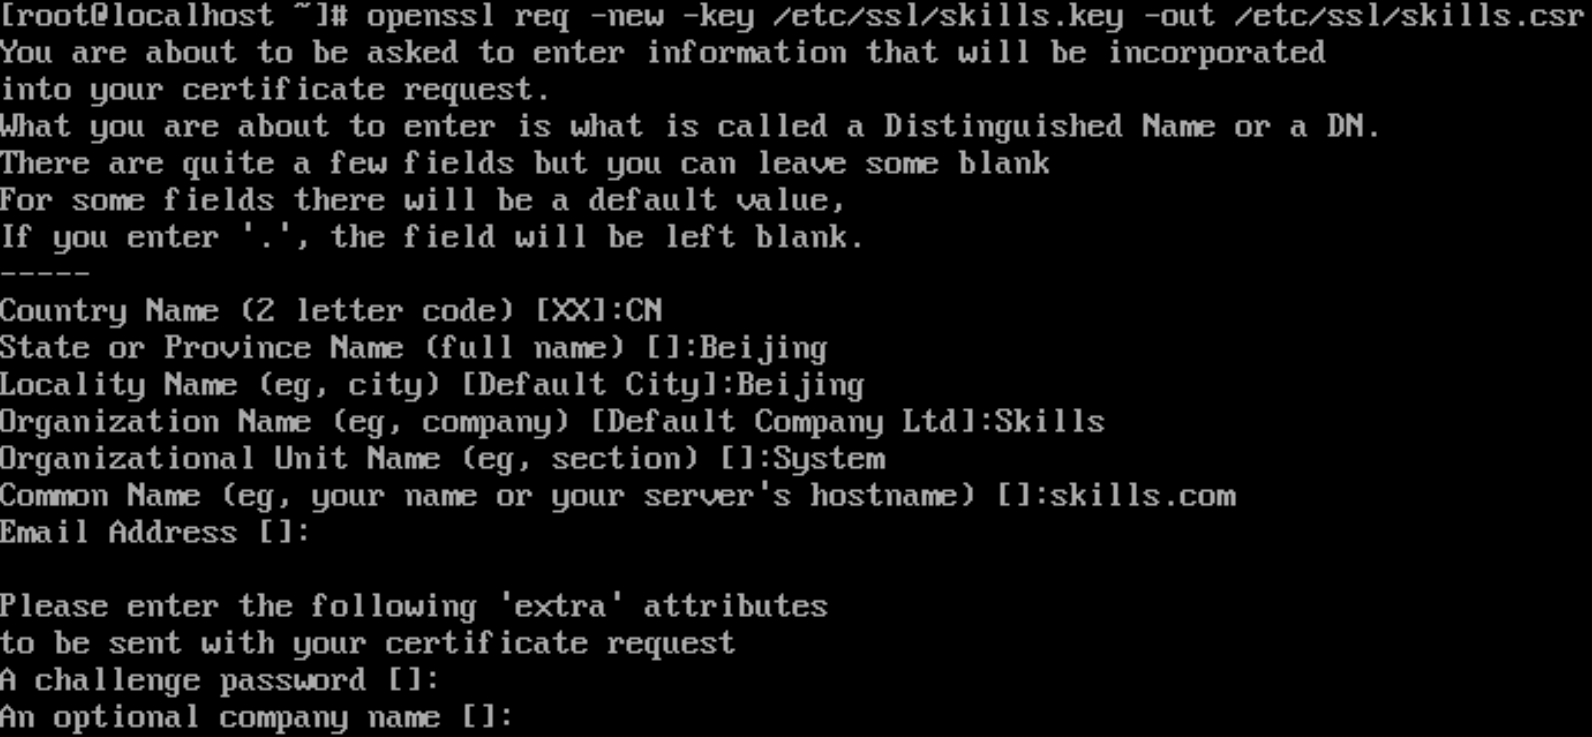 [root@localhost ~]# openssl req -new -key /etc/ssl/skills.key -out /etc/ssl/skills.csr
You are about to be asked to enter information that will be incorporated
into your certificate request.
What you are about to enter is what is called a Distinguished Name or a DN.
There are quite a few fields but you can leave some blank
For some fields there will be a default value,
If you enter '.', the field will be left blank.
-----
Country Name (2 letter code) [XX]:CN
State or Province Name (full name) []:Beijing
Locality Name (eg, city) [Default City]:Beijing
Organization Name (eg, company) [Default Company Ltd]:Skills
Organizational Unit Name (eg, section) []:System
Common Name (eg, your name or your server's hostname) []:skills.com
Email Address []:

Please enter the following 'extra' attributes
to be sent with your certificate request
A challenge password []:
An optional company name []: